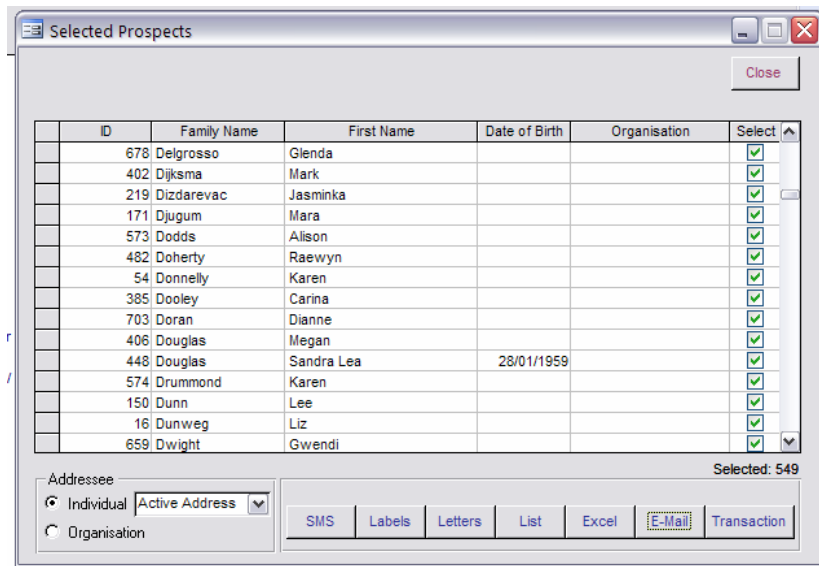 Selected Prospects
Close
ID Family Name First Name Date of Birth Organisation Select
678 Delgrosso Glenda
402 Dijksma Mark
219 Dizdarevac Jasminka
171 Djugum Mara
573 Dodds Alison
482 Doherty Raewyn
54 Donnelly Karen
385 Dooley Carina
703 Doran Dianne
406 Douglas Megan
448 Douglas Sandra Lea 28/01/1959
574 Drummond Karen
150 Dunn Lee
16 Dunweg Liz
659 Dwight Gwendi
Selected: 549
Addressee
Individual Active Address
Organisation
SMS Labels Letters List Excel E-Mail Transaction